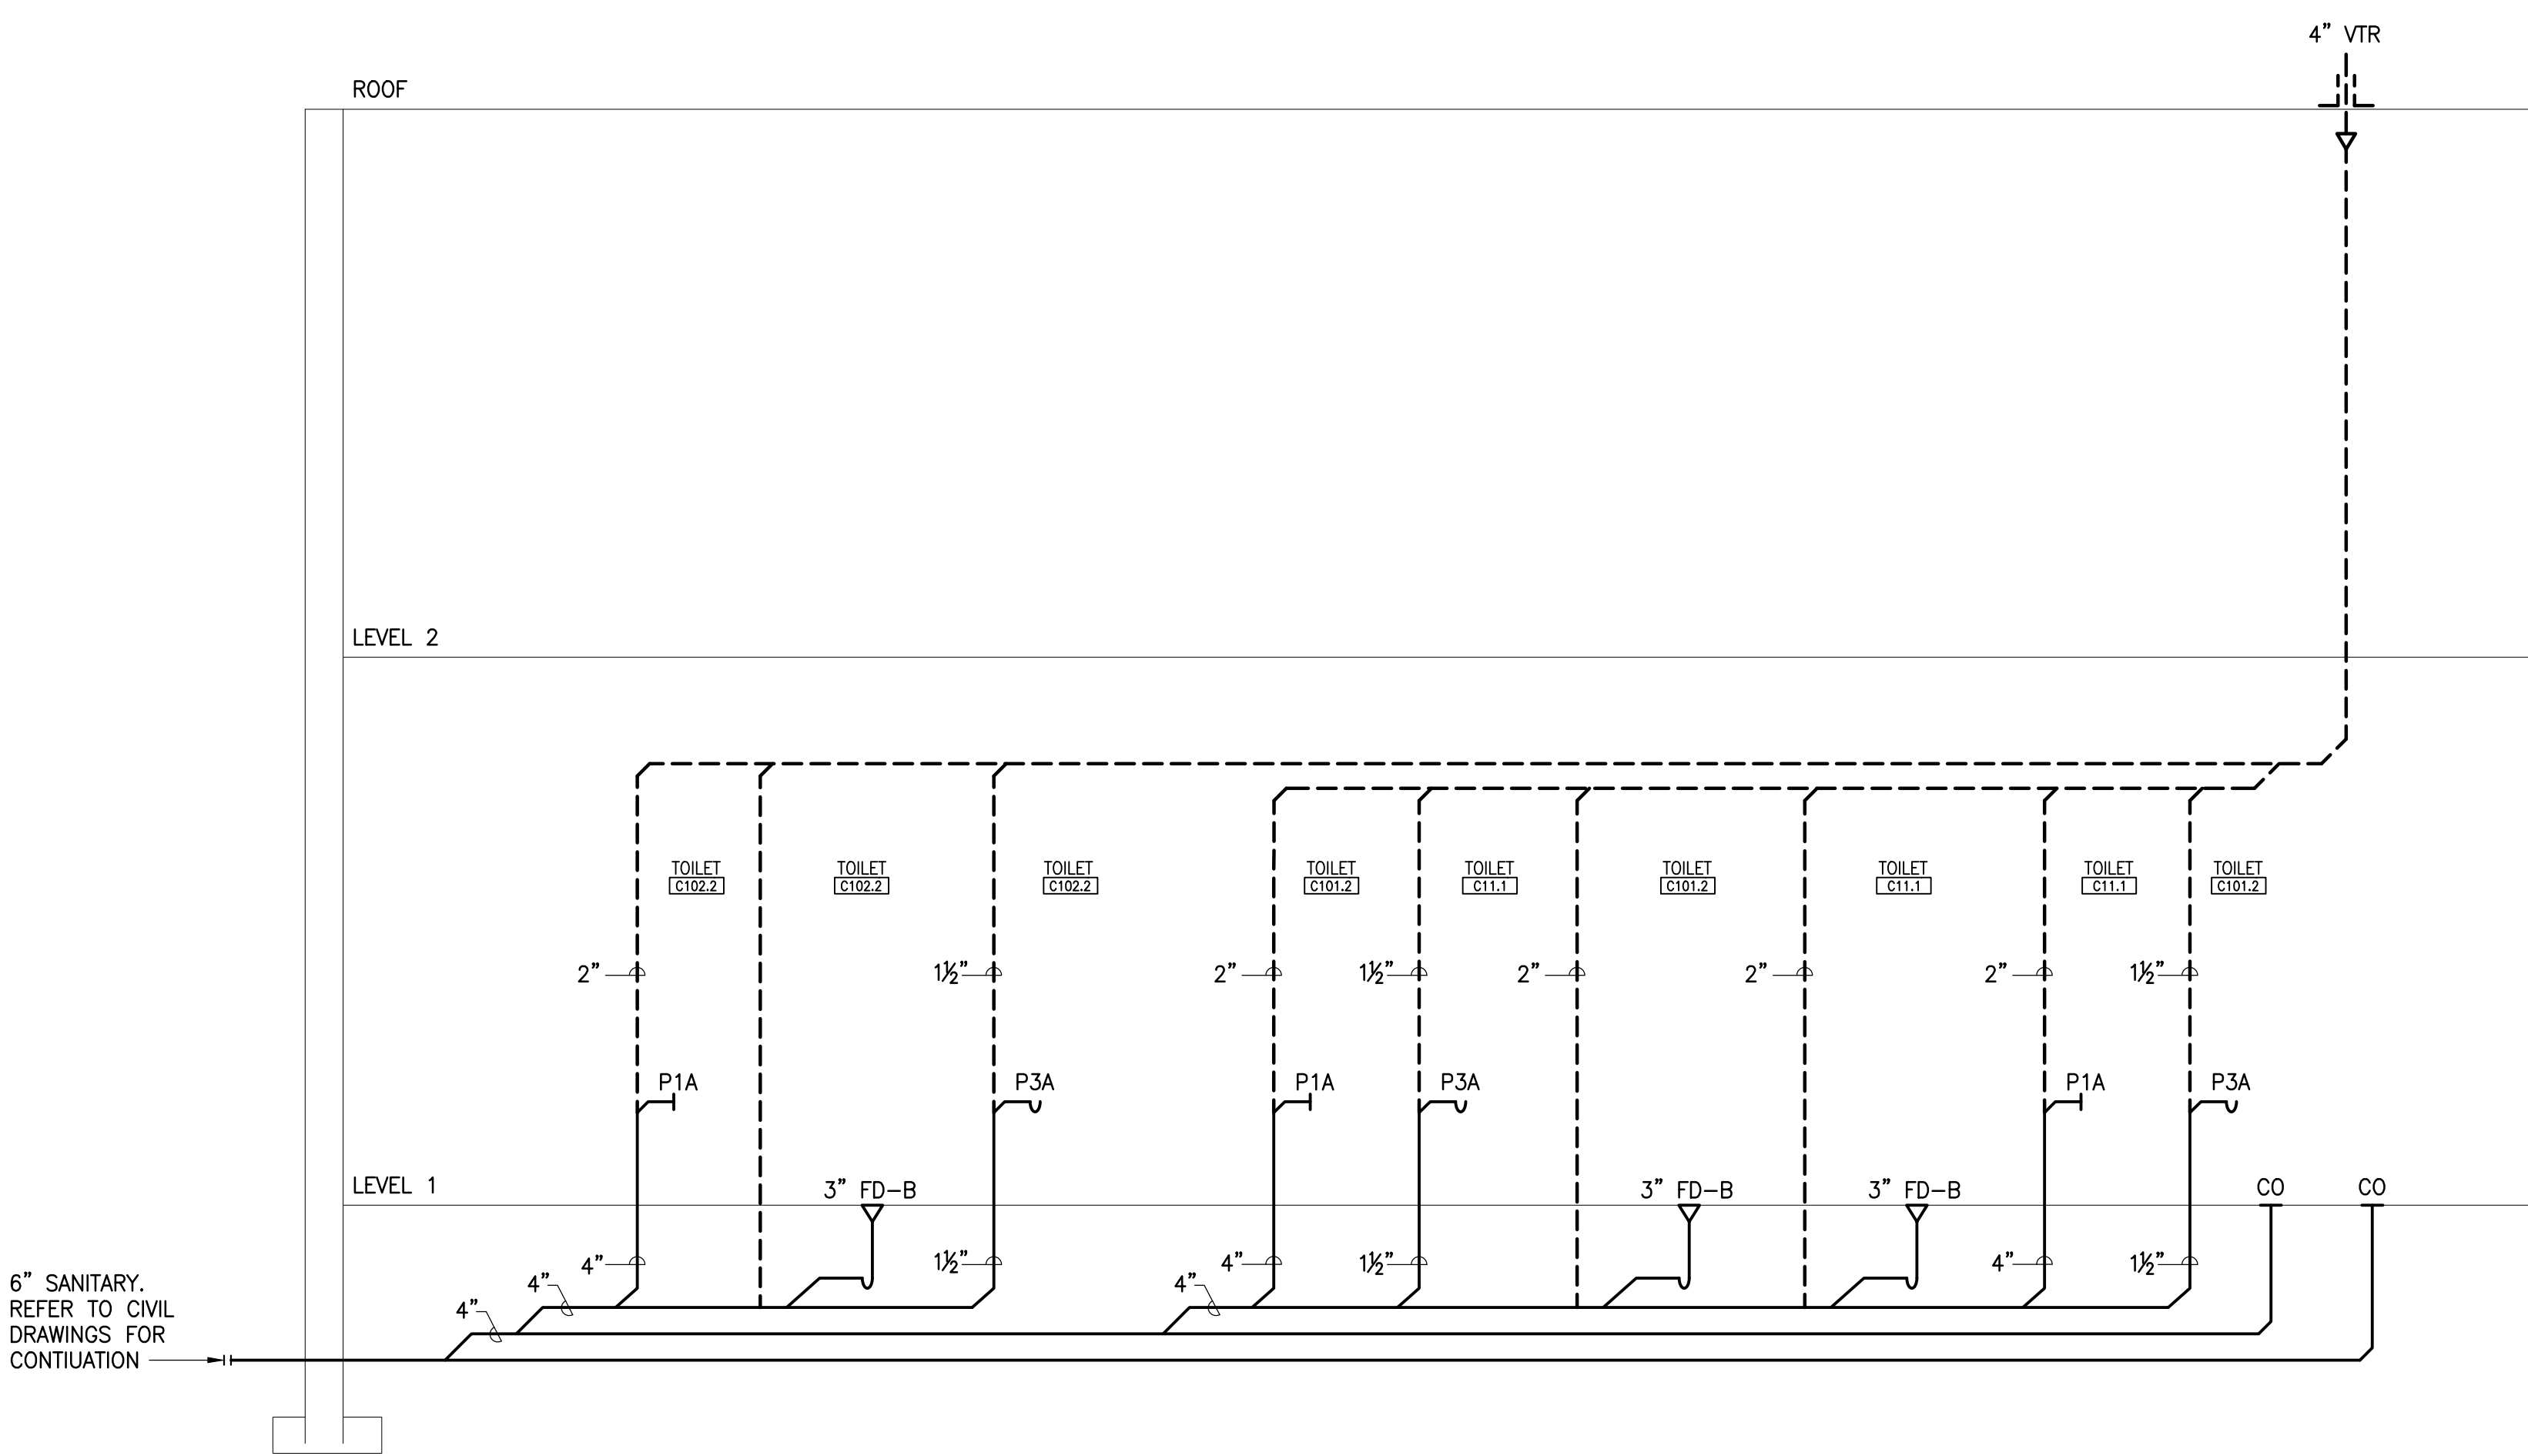 4” VTR
ROOF
LEVEL 2
TOILET
C102.2
TOILET
C102.2
TOILET
C102.2
TOILET
C101.2
TOILET
C11.1
TOILET
C101.2
TOILET
C11.1
TOILET
C11.1
TOILET
C101.2
2”
1½”
2”
1½”
2”
2”
2”
1½”
P1A
P3A
P1A
P3A
P1A
P3A
LEVEL 1
3” FD-B
3” FD-B
3” FD-B
CO
CO
4”
1½”
4”
1½”
4”
1½”
4”
4”
4”
6” SANITARY.
REFER TO CIVIL
DRAWINGS FOR
CONTIUATION